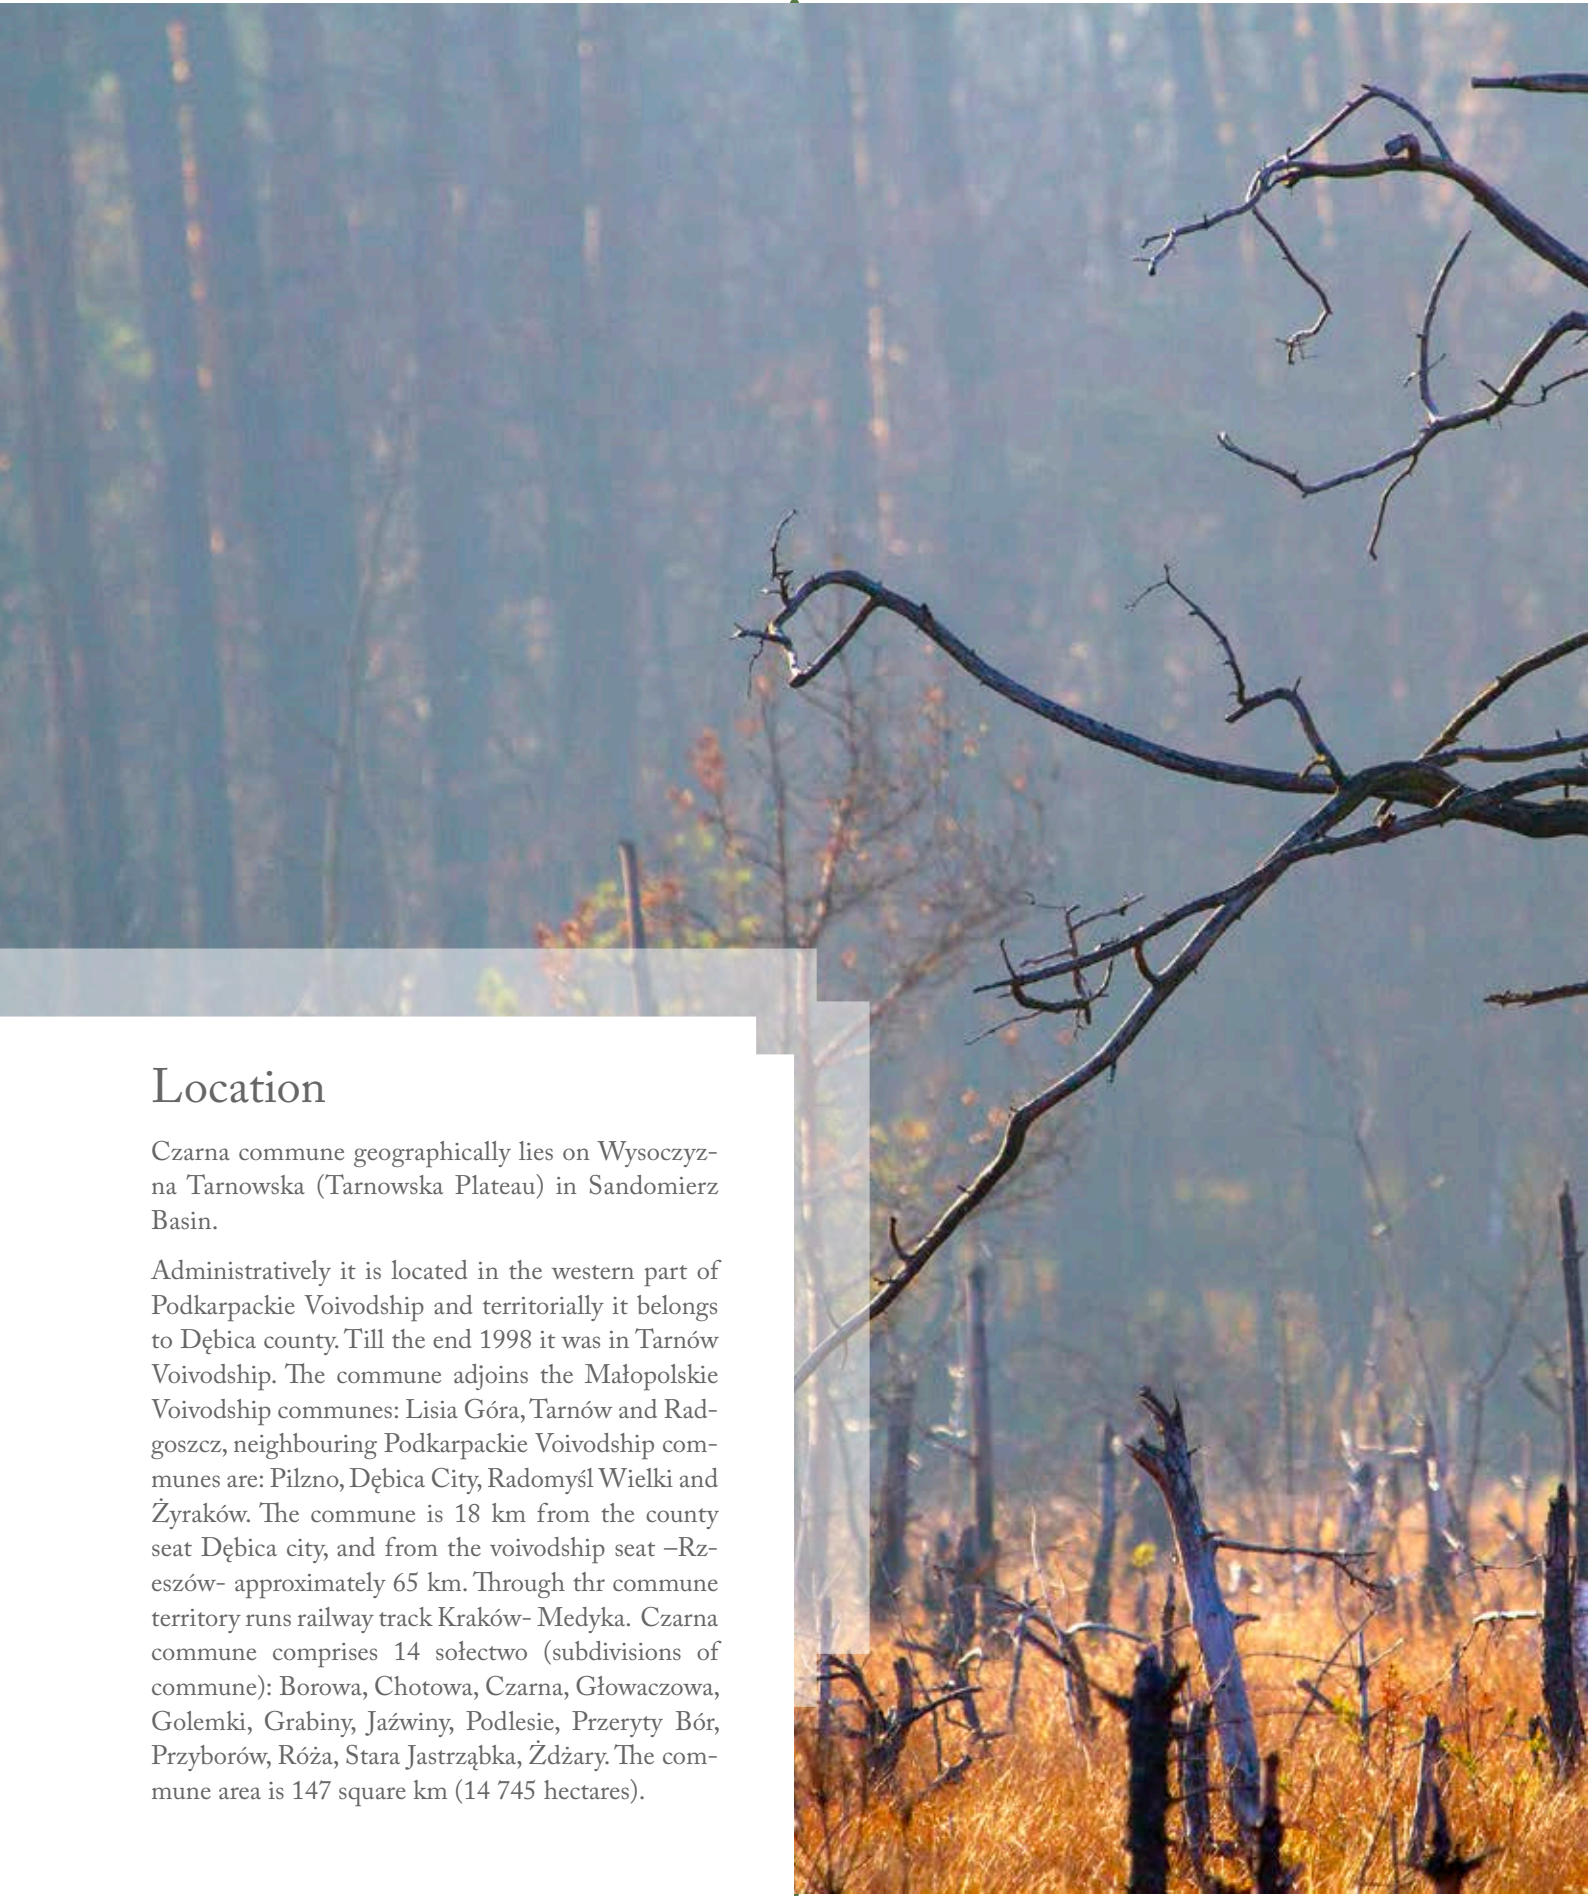 Location
Czarna commune geographically lies on Wysoczyz-
na Tarnowska (Tarnowska Plateau) in Sandomierz
Basin.
Administratively it is located in the western part of
Podkarpackie Voivodship and territorially it belongs
to Dębica county. Till the end 1998 it was in Tarnów
Voivodship. The commune adjoins the Małopolskie
Voivodship communes: Lisia Góra, Tarnów and Rad-
goszcz, neighbouring Podkarpackie Voivodship com-
munes are: Pilzno, Dębica City, Radomyśl Wielki and
Żyraków. The commune is 18 km from the county
seat Dębica city, and from the voivodship seat –Rz-
eszów- approximately 65 km. Through thr commune
territory runs railway track Kraków- Medyka. Czarna
commune comprises 14 sołectwo (subdivisions of
commune): Borowa, Chotowa, Czarna, Głowaczowa,
Golemki, Grabiny, Jaźwiny, Podlesie, Przeryty Bór,
Przyborów, Róża, Stara Jastrząbka, Żdżary. The com-
mune area is 147 square km (14 745 hectares).